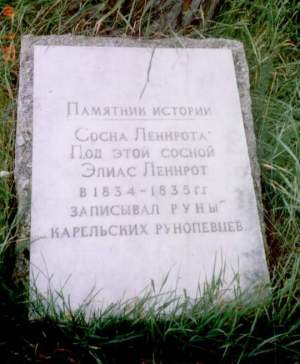 ПАМЯТНИК ИСТОРИИ
СОСНА ЛЕННРОТА
ПОД ЭТОЙ СОСНОЙ
ЭЛИАС ЛЕННРОТ
В 1834-1835 ГГ
ЗАПИСЫВАЛ РУНЫ
КАРЕЛЬСКИХ РУНОПЕВЦЕВ